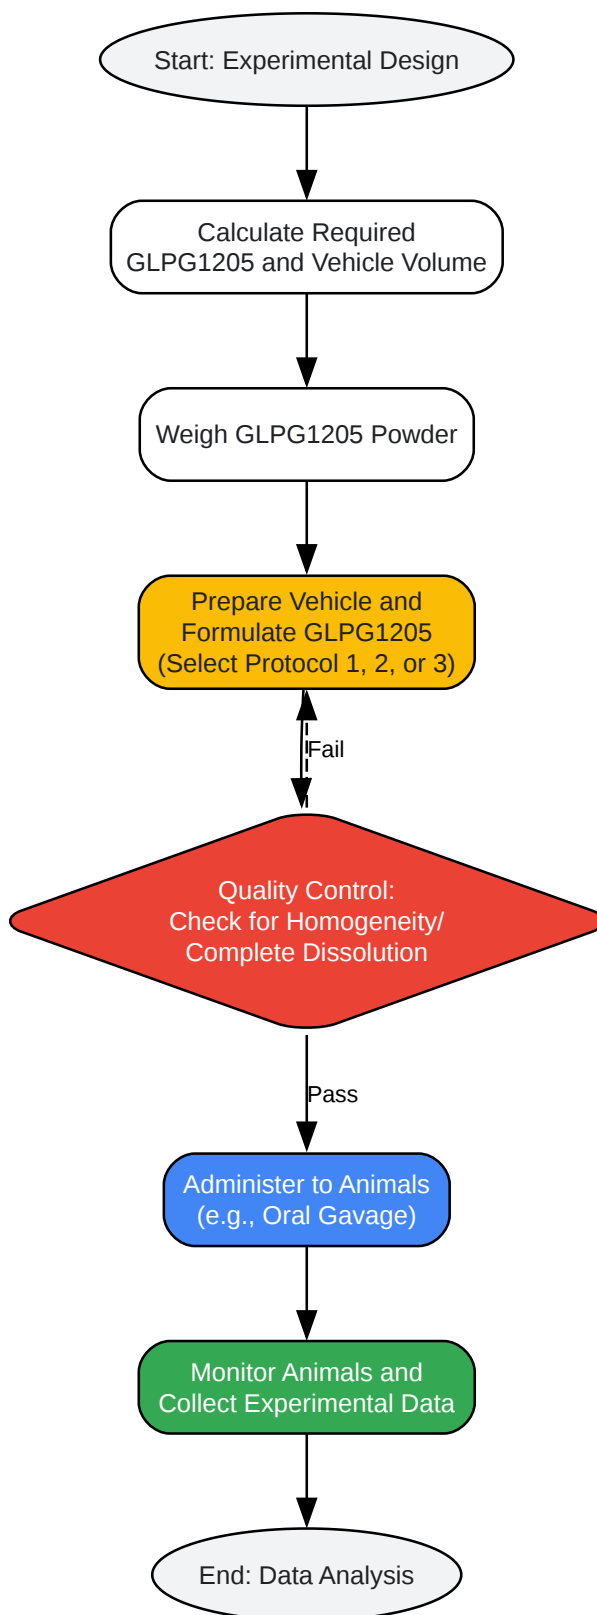 Start: Experimental Design
Calculate Required
GLPG1205 and Vehicle Volume
Weigh GLPG1205 Powder
Prepare Vehicle and
Formulate GLPG1205
(Select Protocol 1, 2, or 3)
Fail
Quality Control:
Check for Homogeneity/
Complete Dissolution
Pass
Administer to Animals
(e.g., Oral Gavage)
Monitor Animals and
Collect Experimental Data
End: Data Analysis